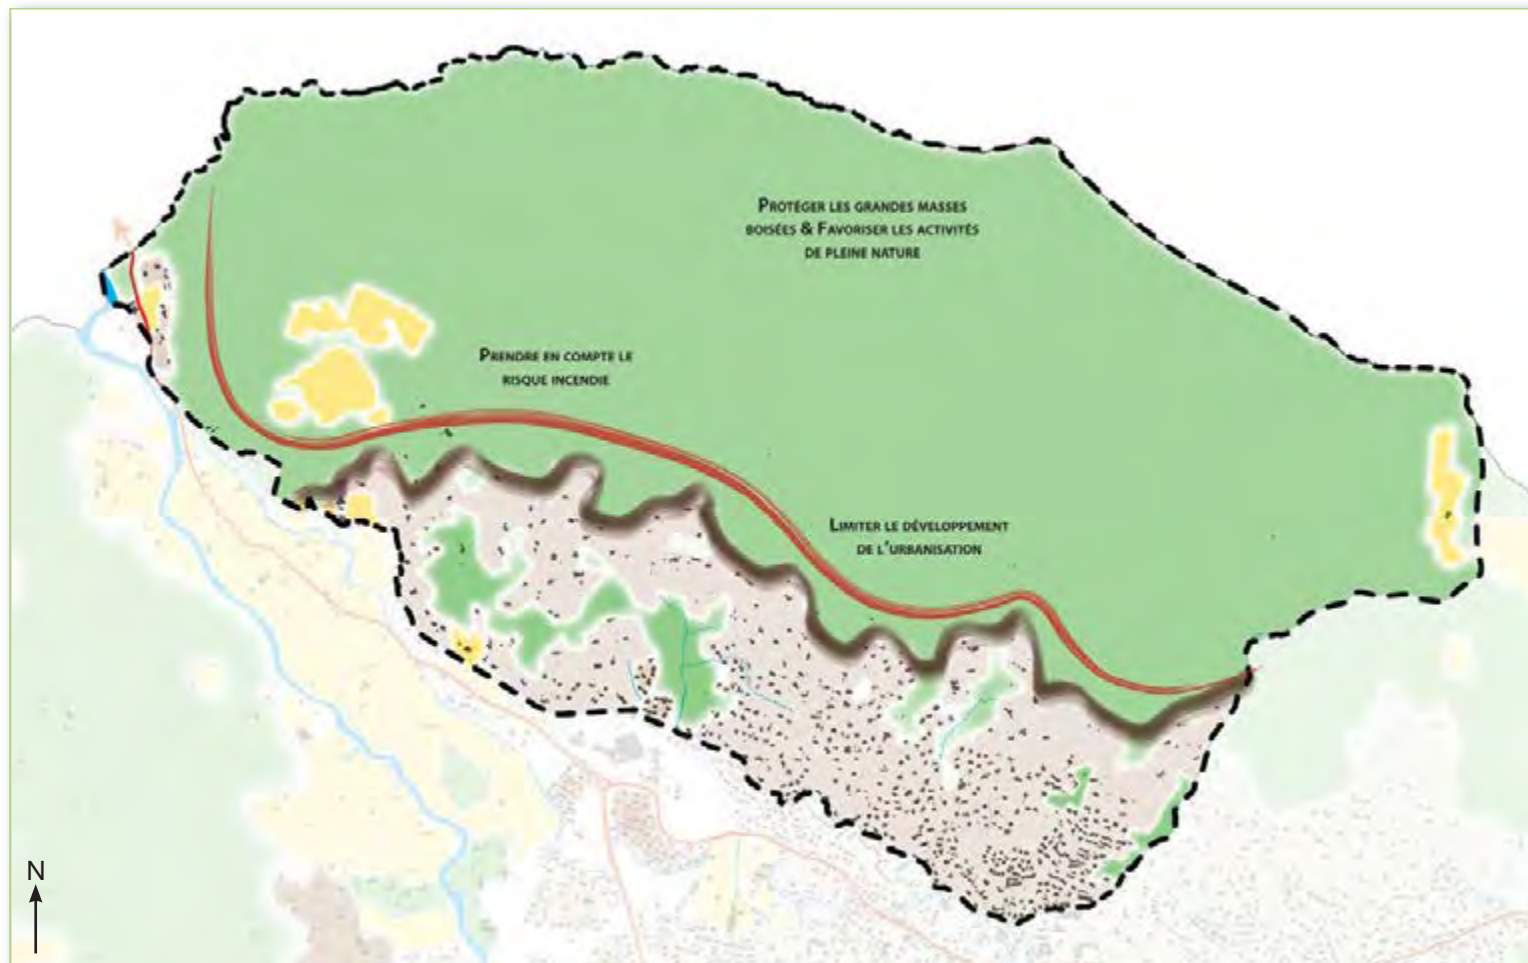 PROTÉGER LES GRANDES MASSES
BOISÉES & FAVORISER LES ACTIVITÉS
DE PLEINE NATURE
PRENDRE EN COMPTE LE
RISQUE INCENDIE
LIMITER LE DÉVELOPPEMENT
DE L'URBANISATION
N